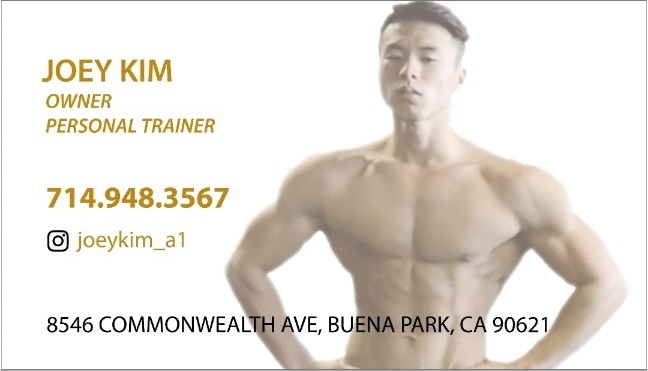 JOEY KIM
OWNER
PERSONAL TRAINER
714.948.3567
joeykim_a1
8546 COMMONWEALTH AVE, BUENA PARK, CA 90621